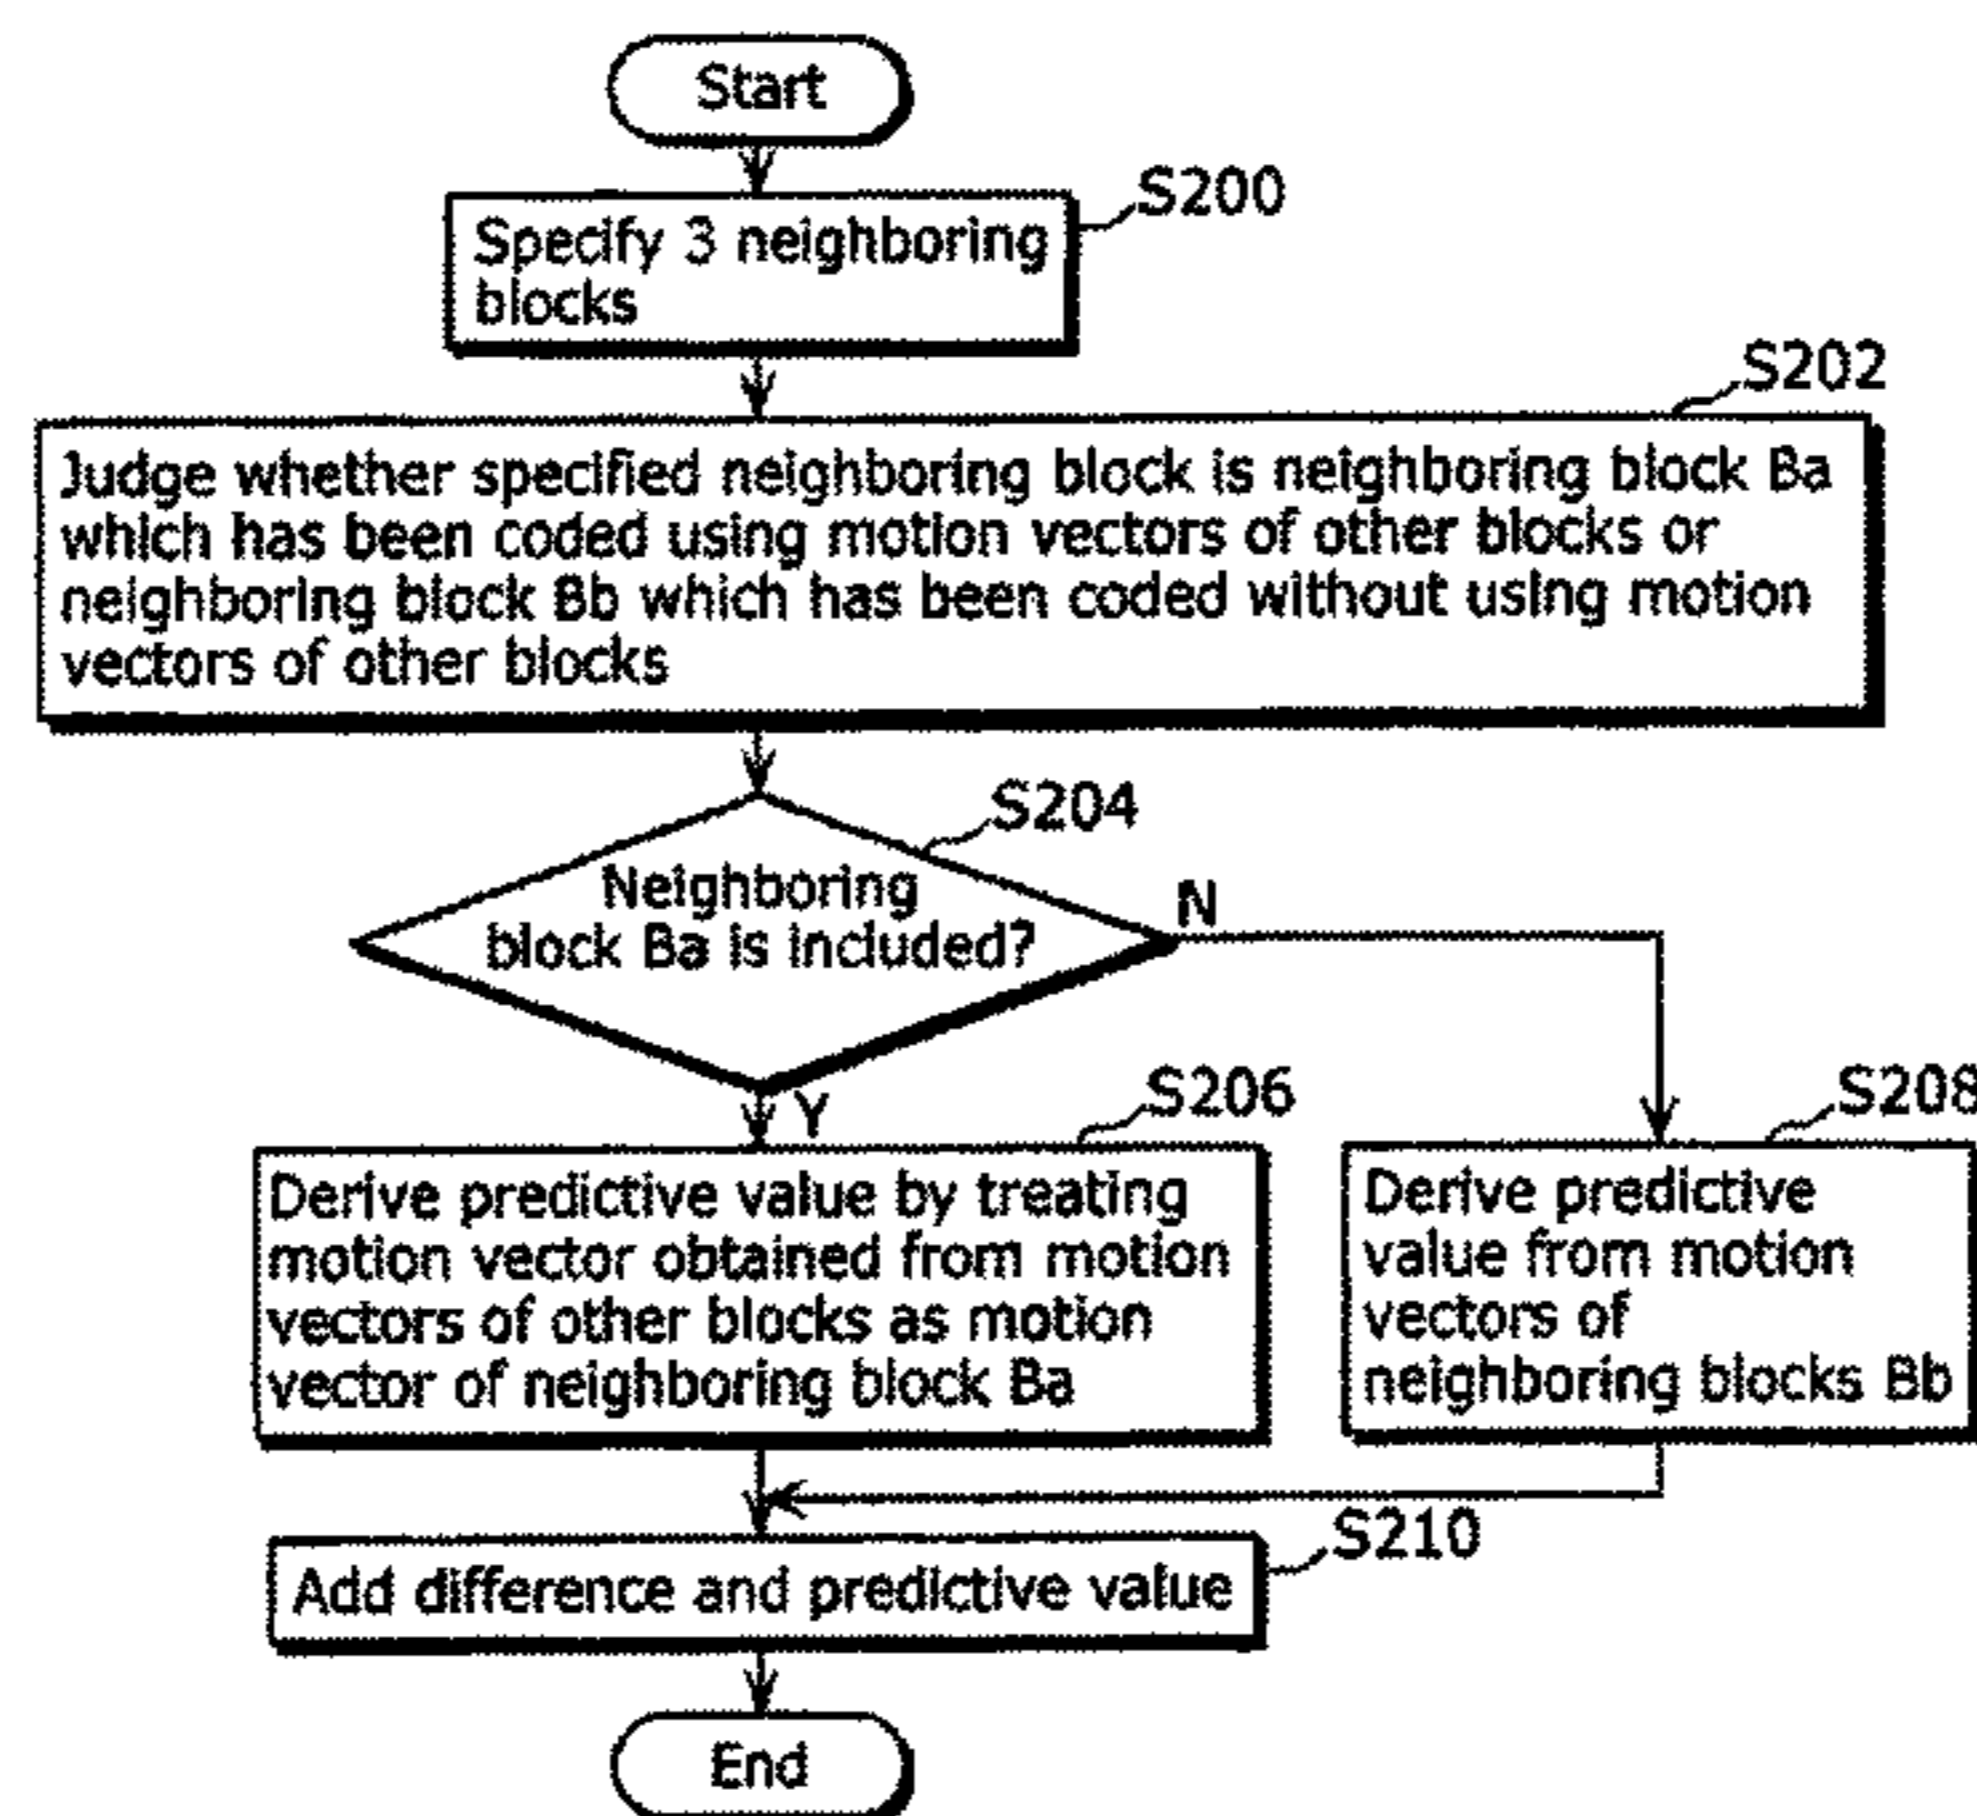 Start
S200
Specify 3 neighboring
blocks
S202
Judge whether specified neighboring block is neighboring block Ba
which has been coded using motion vectors of other blocks or
neighboring block Bb which has been coded without using motion
vectors of other blocks
S204
Neighboring
block Ba is included?
N
Y
S206
Derive predictive value by treating
motion vector obtained from motion
vectors of other blocks as motion
vector of neighboring block Ba
S208
Derive predictive
value from motion
vectors of
neighboring blocks Bb
S210
Add difference and predictive value
End